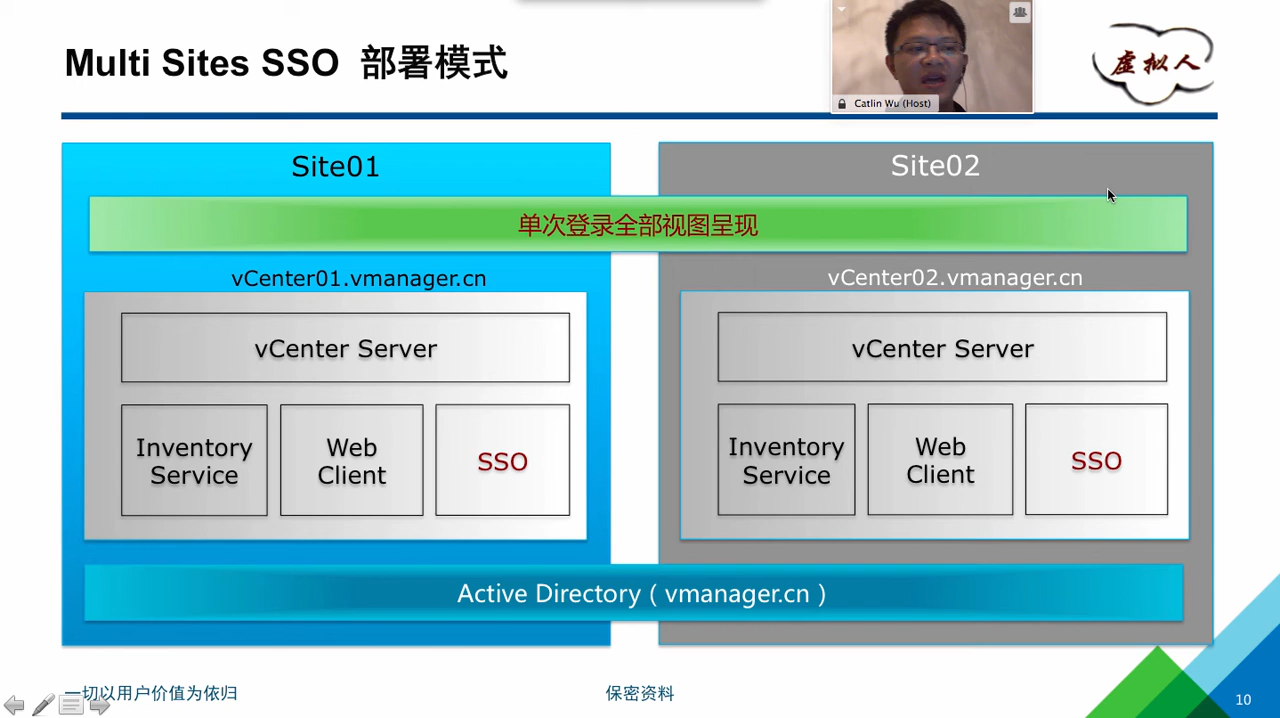 Multi Sites SSO 部署模式
Catlin Wu (Host)
虚拟人
Site01
Site02
单次登录全部视图呈现
vCenter01.vmanager.cn
vCenter02.vmanager.cn
vCenter Server
Inventory
Service
Web
Client
SSO
vCenter Server
Inventory
Service
Web
Client
SSO
Active Directory（vmanager.cn）
一切以用户价值为依归
保密资料
10